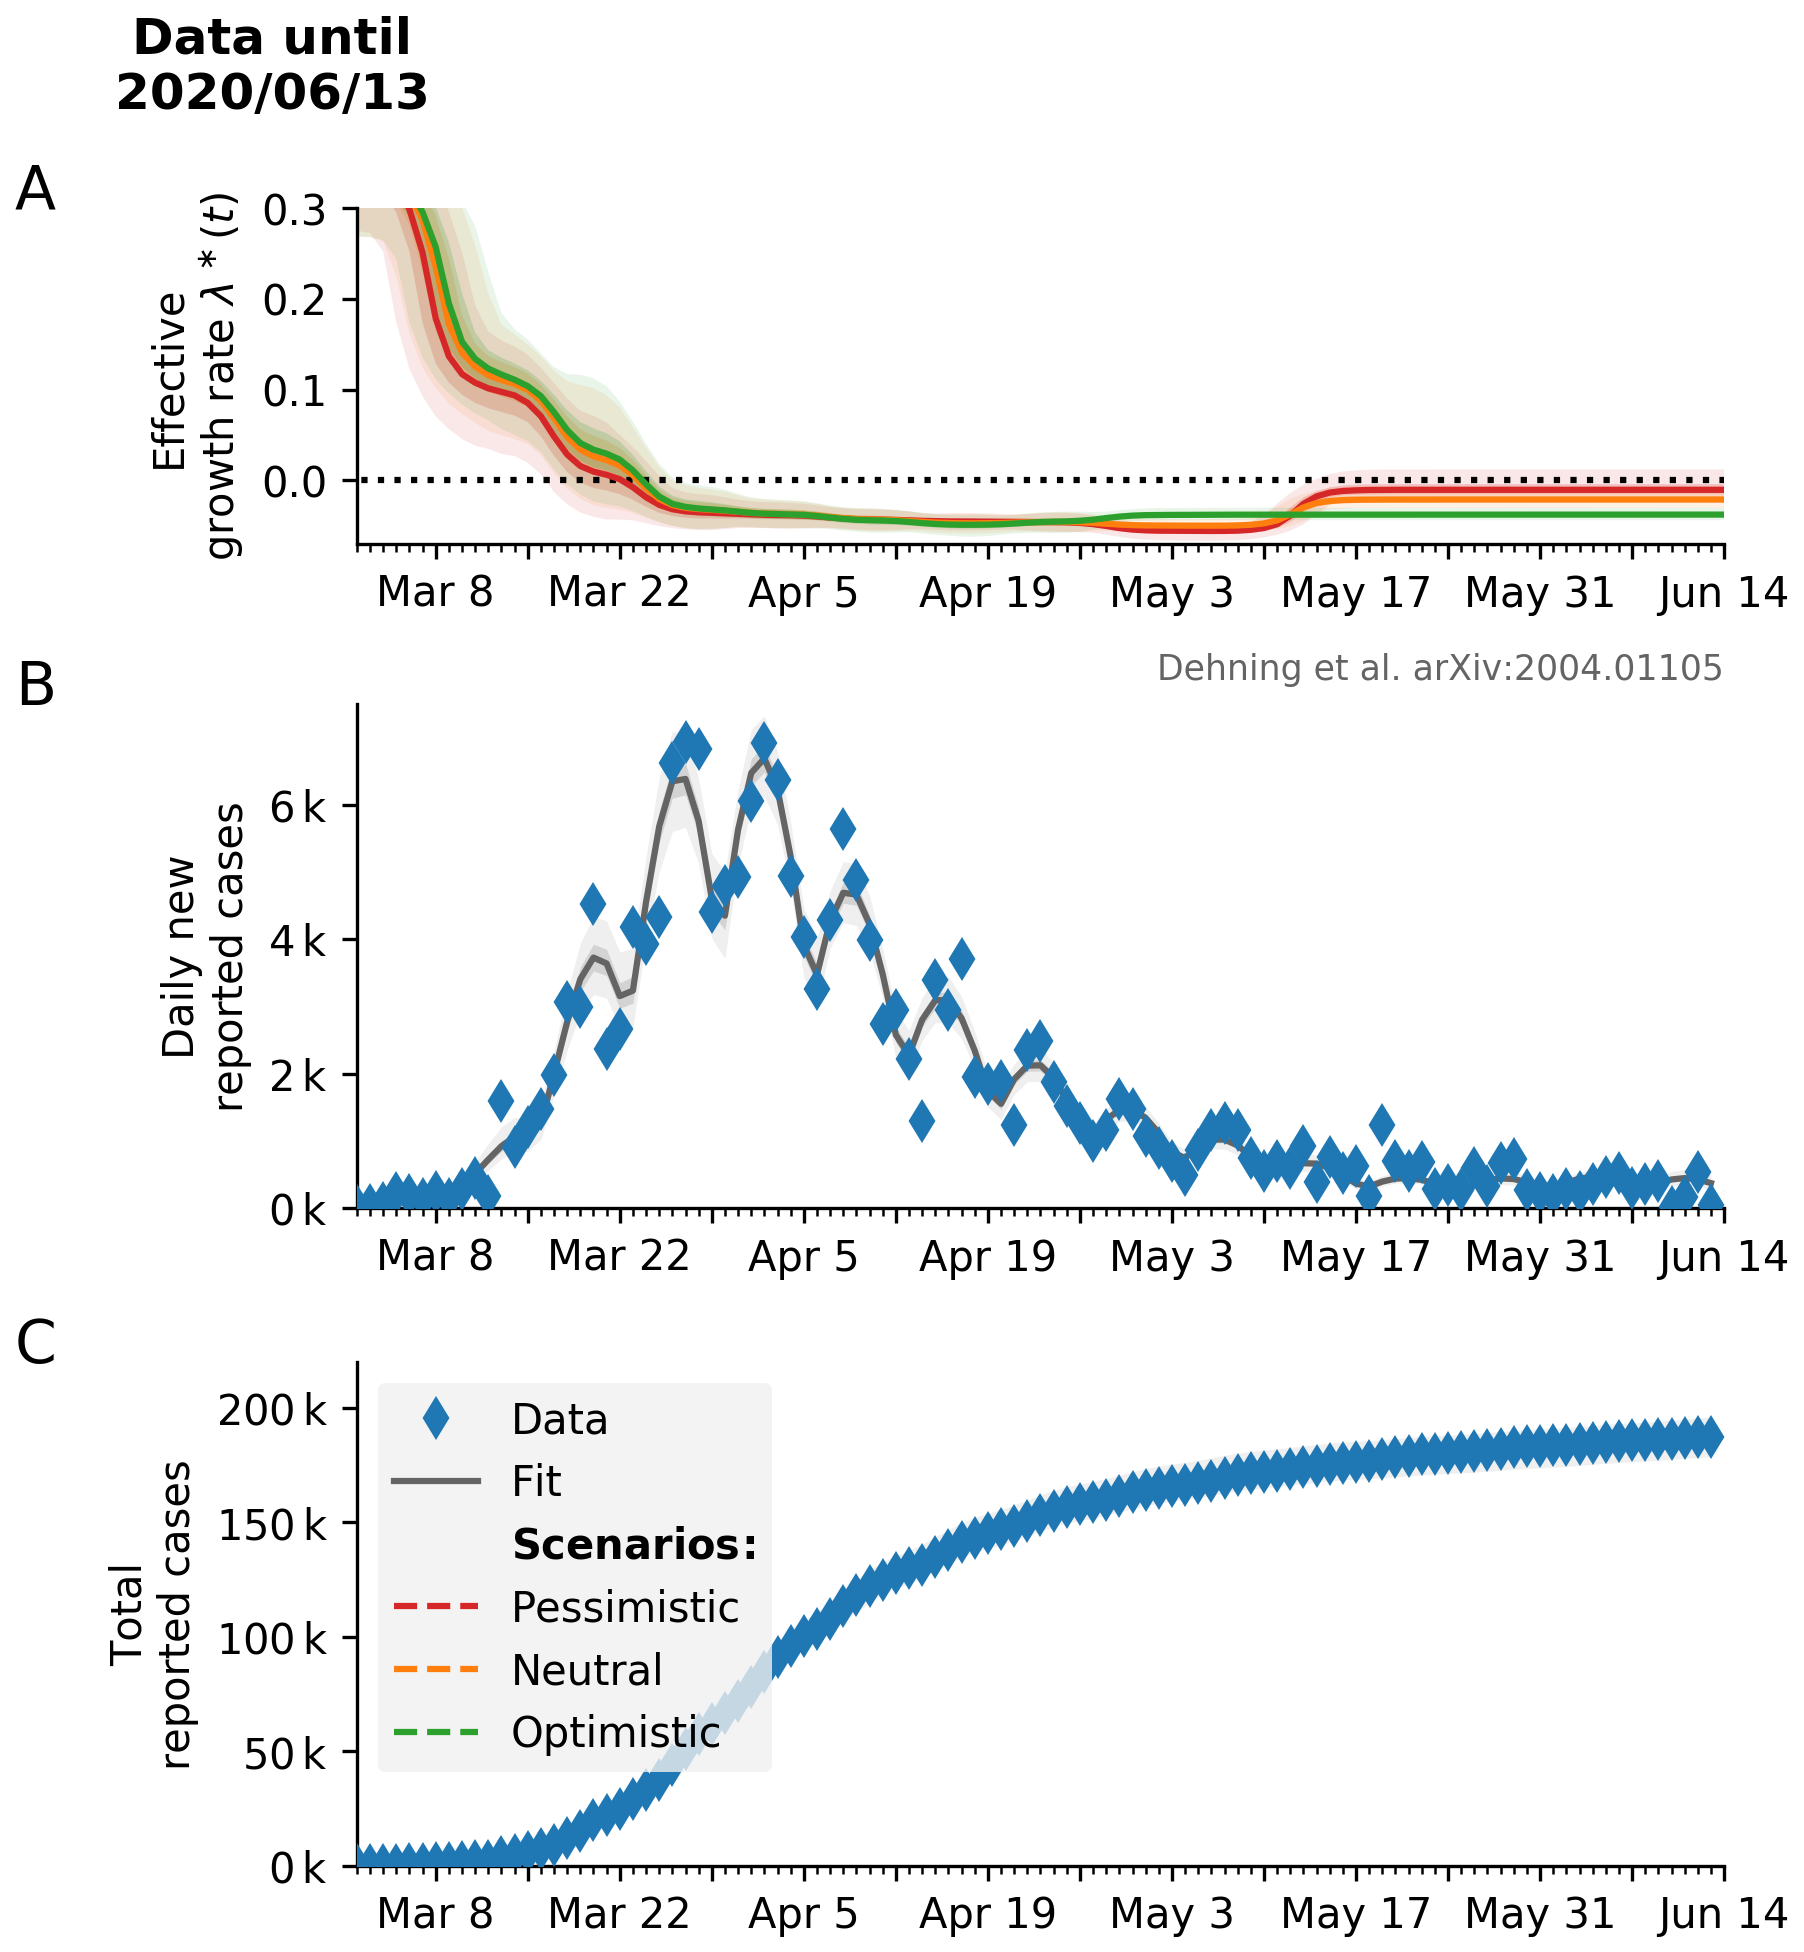 Data until
2020/06/13
A
Effective
growth rate λ * (t)
0.3
0.2
0.1
0.0
Mar 8 Mar 22 Apr 5 Apr 19 May 3 May 17 May 31 Jun 14
Dehning et al. arXiv:2004.01105
B
Daily new
reported cases
6 k
4 k
2 k
0 k
Mar 8 Mar 22 Apr 5 Apr 19 May 3 May 17 May 31 Jun 14
C
Total
reported cases
200 k
150 k
100 k
50 k
0 k
Data
Fit
Scenarios:
Pessimistic
Neutral
Optimistic
Mar 8 Mar 22 Apr 5 Apr 19 May 3 May 17 May 31 Jun 14